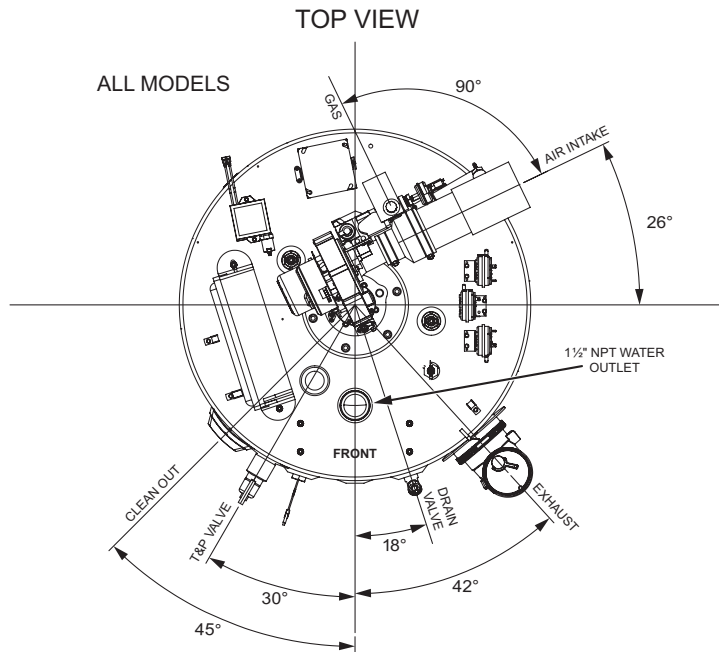 TOP VIEW
ALL MODELS
90°
GAS
AIR INTAKE
26°
1½" NPT WATER
OUTLET
FRONT
CLEAN OUT
T&P VALVE
DRAIN
VALVE
EXHAUST
18°
42°
30°
45°